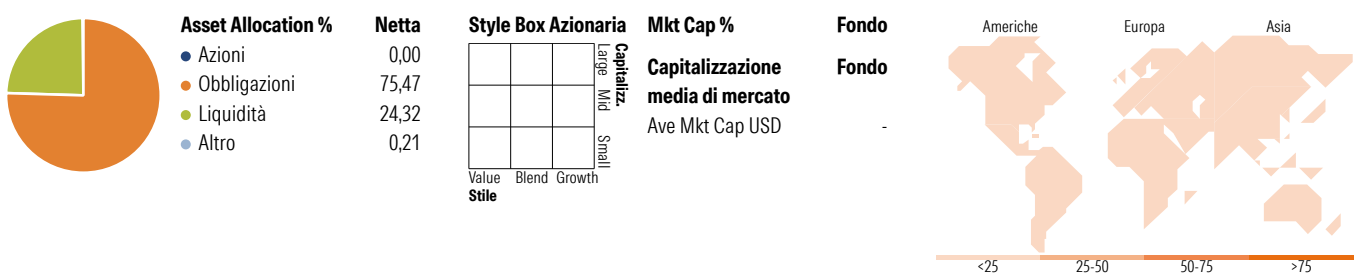 Asset Allocation % Netta
Azioni 0,00
Obbligazioni 75,47
Liquidità 24,32
Altro 0,21
Style Box Azionaria
Capitalizz.
Large Mid Small
Value Blend Growth
Stile
Mkt Cap % Fondo
Capitalizzazione Fondo
media di mercato
Ave Mkt Cap USD -
Americhe Europa Asia
<25 25-50 50-75 >75